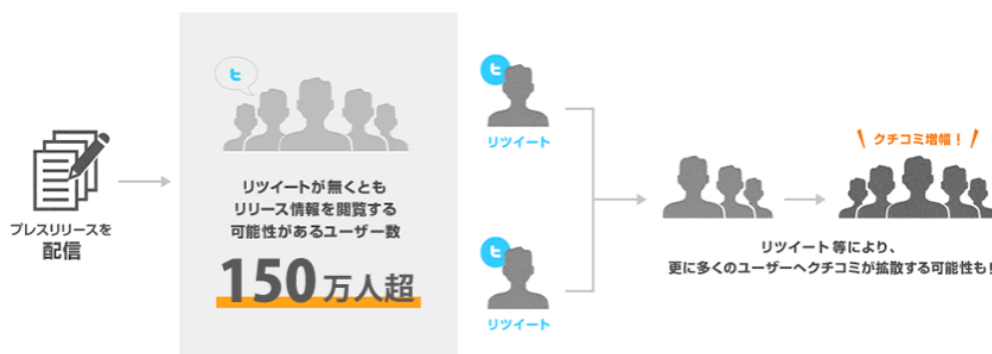 プレスリリースを
配信
リツイートが無くとも
リリース情報を閲覧する
可能性があるユーザー数
150万人超
リツイート
リツイート
クチコミ増幅！
リツイート等により、
更に多くのユーザーへクチコミが拡散する可能性も!